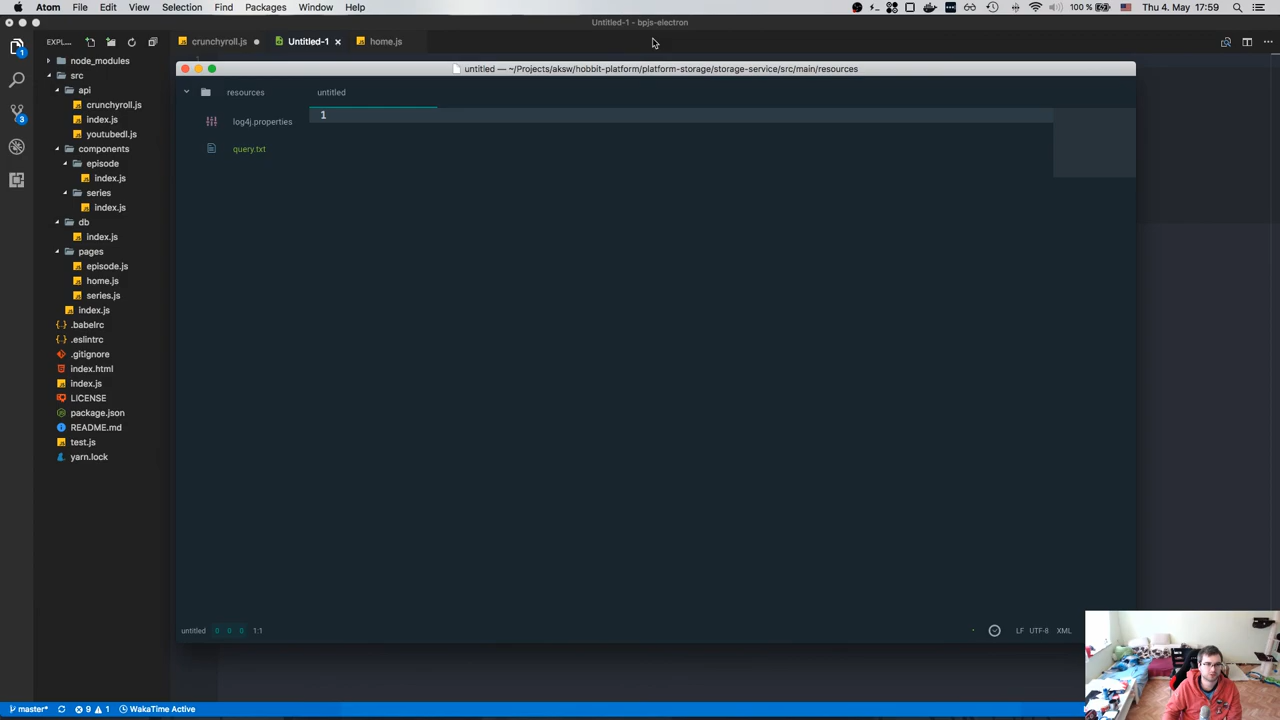 Atom File Edit View Selection Find Packages Window Help 100 % Thu 4. May 17:59
Untitled-1 - bpjs-electron
EXPL... crunchyroll.js Untitled-1 home.js
1
3
node_modules
src
api
crunchyroll.js
index.js
youtubedl.js
components
episode
index.js
series
index.js
db
index.js
pages
episode.js
home.js
series.js
index.js
.babelrc
.eslintrc
.gitignore
index.html
index.js
LICENSE
package.json
README.md
test.js
yarn.lock
untitled — ~/Projects/aksw/hobbit-platform/platform-storage/storage-service/src/main/resources
resources
untitled
log4j.properties
query.txt
1
untitled 0 0 0 1:1 LF UTF-8 XML
master* 9 1 WakaTime Active